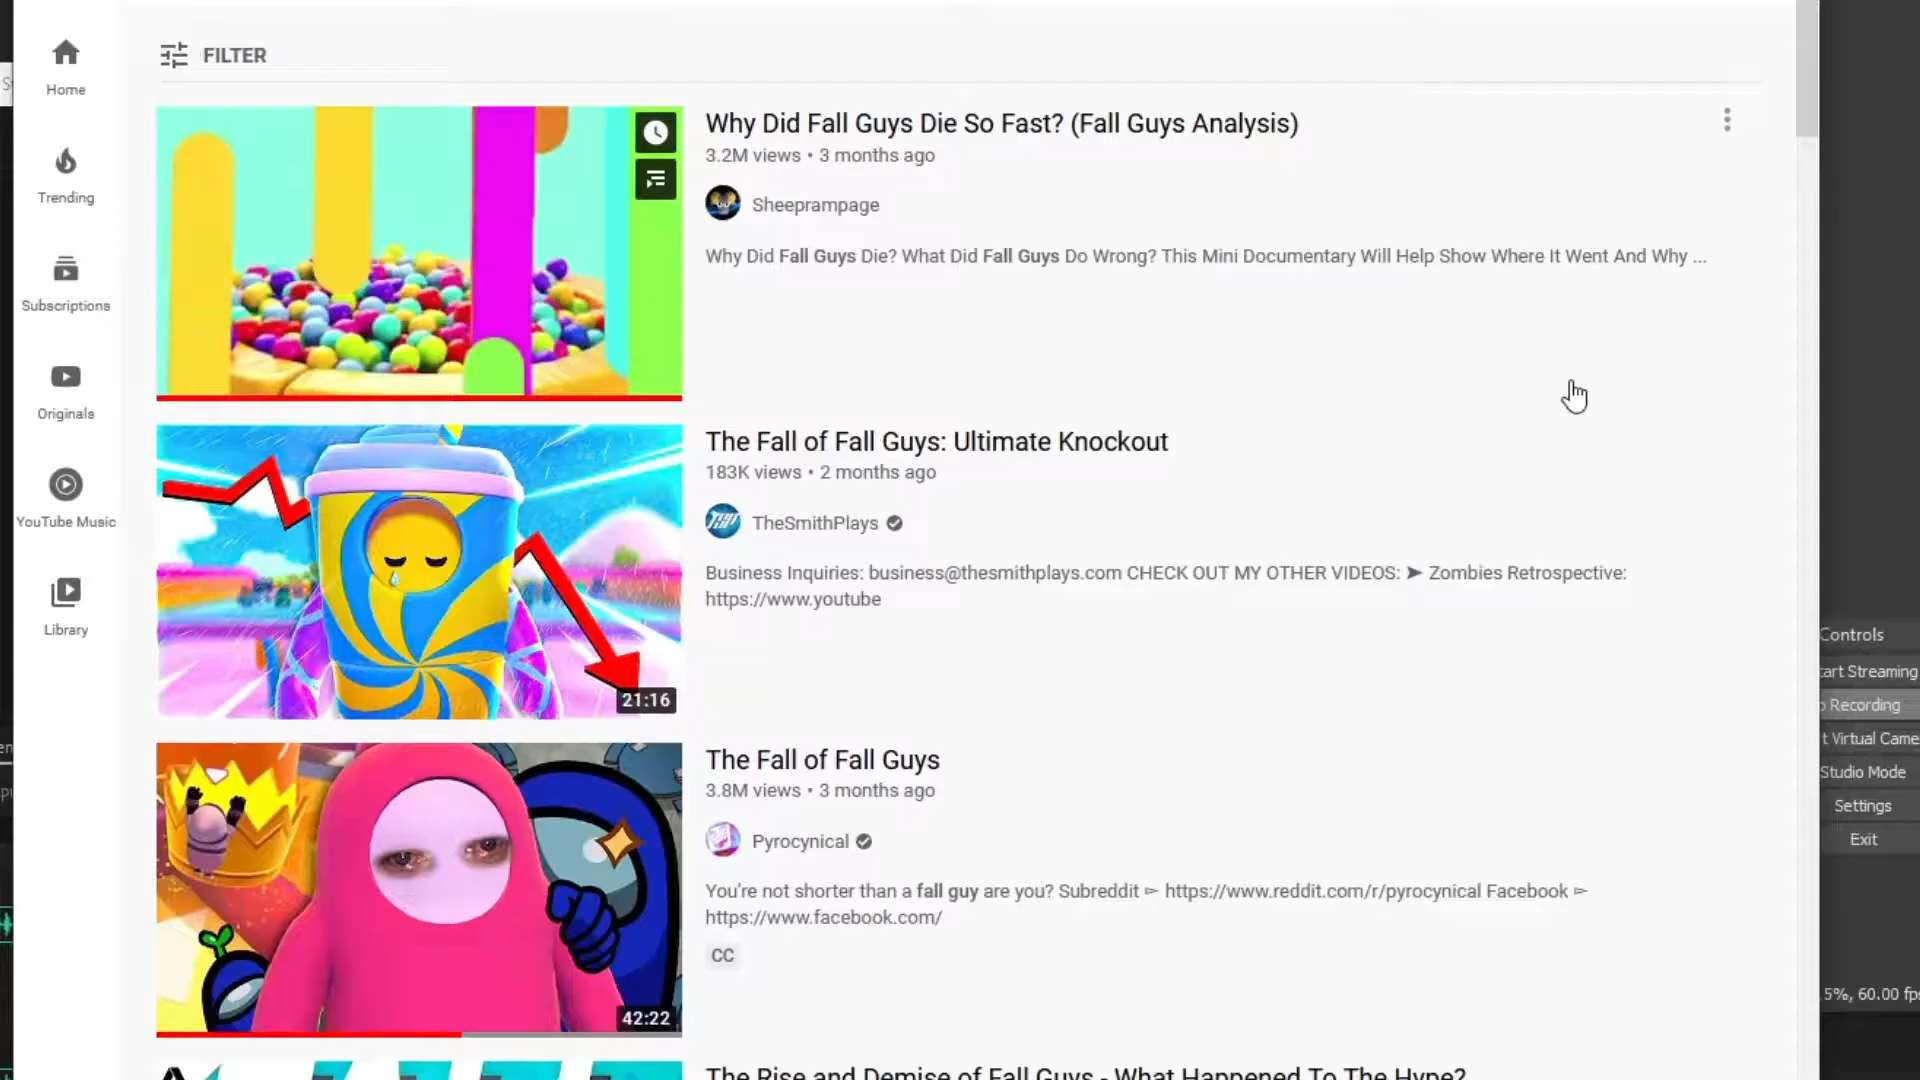 FILTER
Home
Trending
Subscriptions
Originals
YouTube Music
Library
Why Did Fall Guys Die So Fast? (Fall Guys Analysis)
3.2M views • 3 months ago
Sheeprampage
Why Did Fall Guys Die? What Did Fall Guys Do Wrong? This Mini Documentary Will Help Show Where It Went And Why ...
The Fall of Fall Guys: Ultimate Knockout
183K views • 2 months ago
TheSmithPlays
Business Inquiries: business@thesmithplays.com CHECK OUT MY OTHER VIDEOS: ➤ Zombies Retrospective:
https://www.youtube
21:16
The Fall of Fall Guys
3.8M views • 3 months ago
Pyrocynical
You're not shorter than a fall guy are you? Subreddit ➣ https://www.reddit.com/r/pyrocynical Facebook ➣
https://www.facebook.com/
CC
42:22
The Rise and Demise of Fall Guys - What Happened To The Hype?
Controls
tart Streaming
Recording
t Virtual Came
Studio Mode
Settings
Exit
5%, 60.00 fps